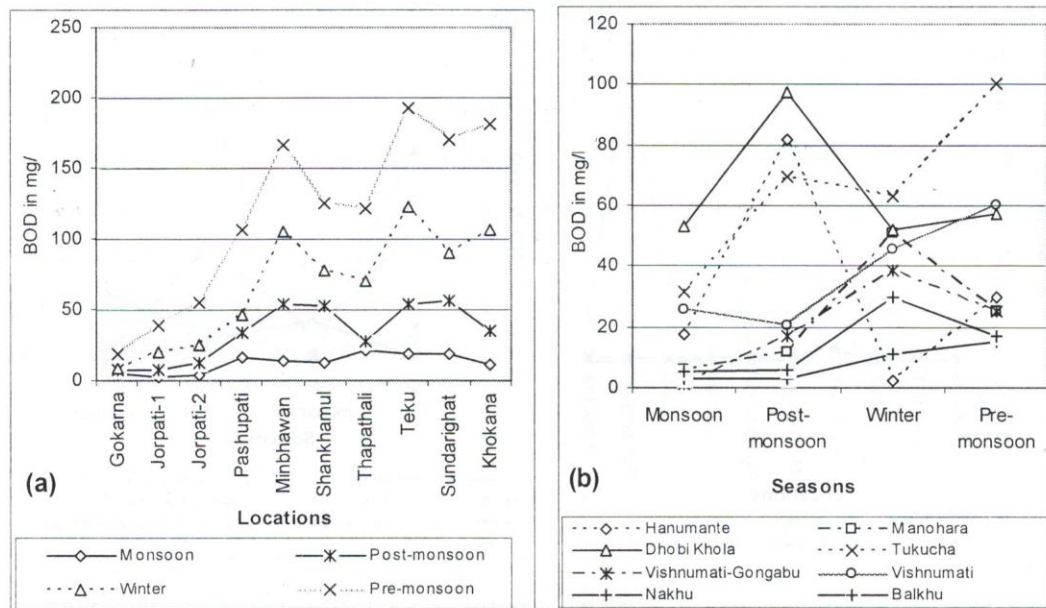 250
200
150
100
50
0
BOD in mg/
Gokarna
Jorpati-1
Jorpati-2
Pashupati
Minbhawan
Shankhamul
Thapathali
Teku
Sundarighat
Khokana
(a)
Locations
Monsoon
Post-monsoon
Winter
Pre-monsoon
120
100
80
60
40
20
0
BOD in mg/l
Monsoon
Post-
monsoon
Winter
Pre-
monsoon
(b)
Seasons
Hanumante
Manohara
Dhobi Khola
Tukucha
Vishnumati-Gongabu
Vishnumati
Nakhu
Balkhu